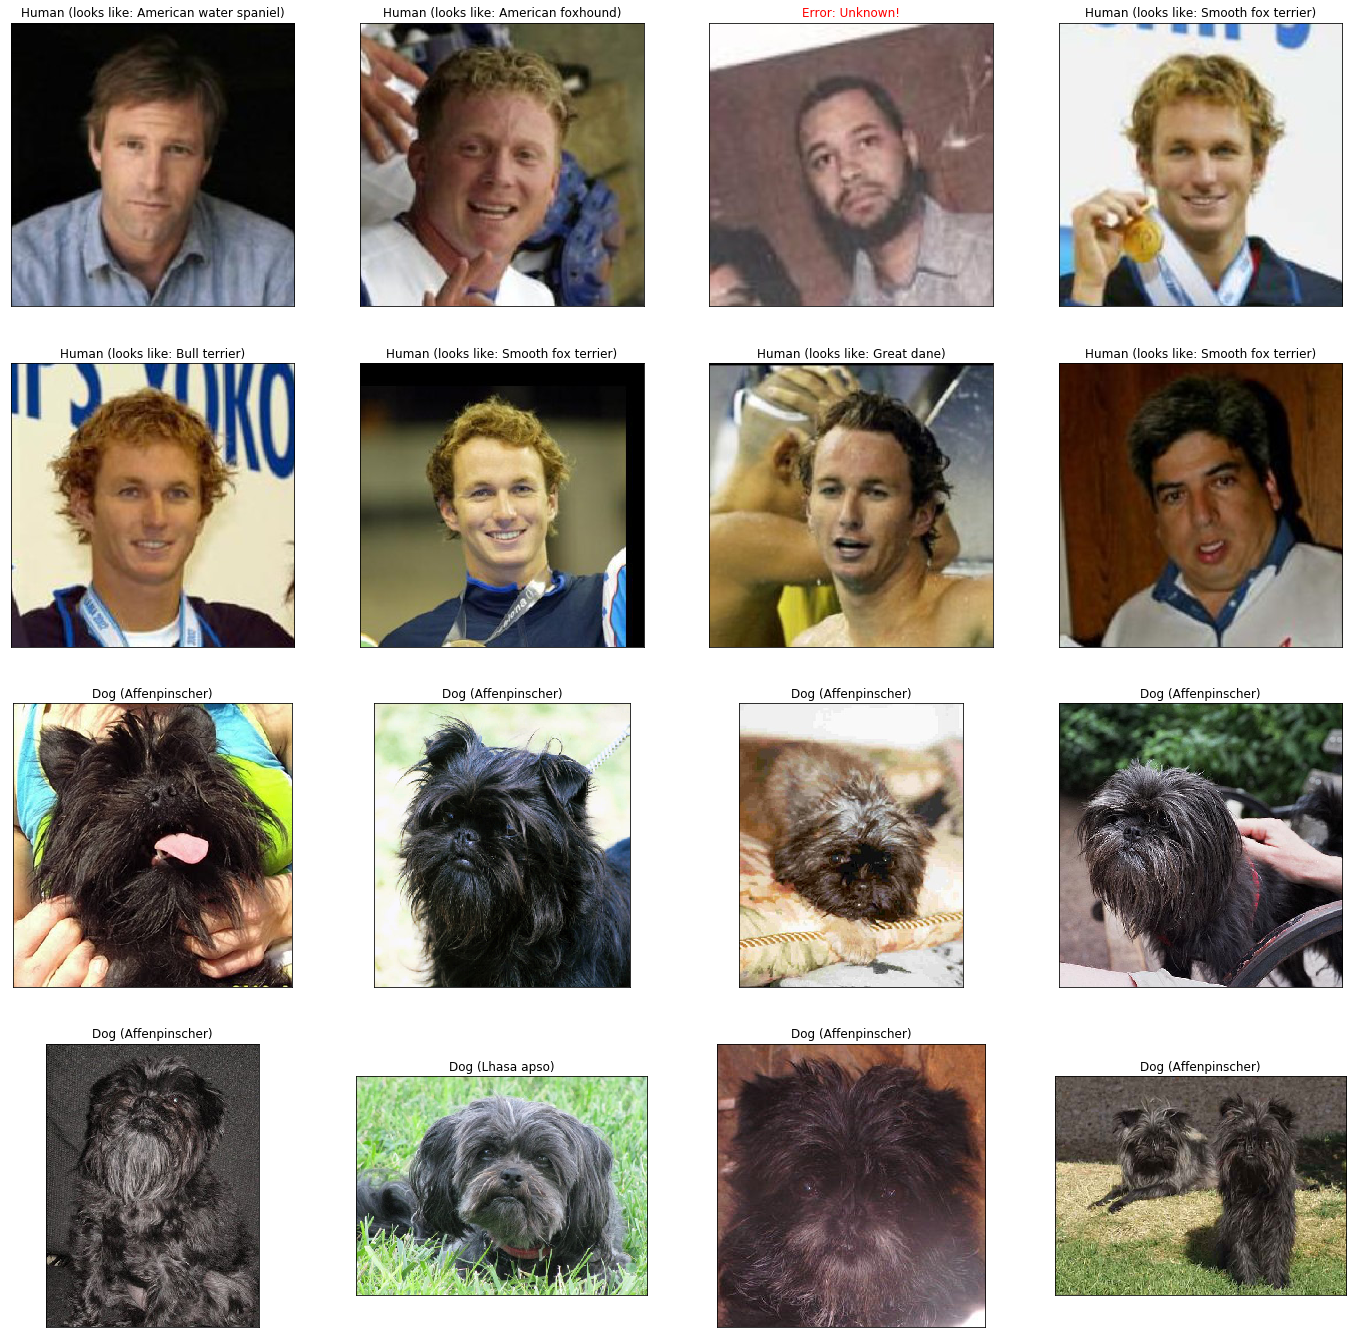 Human (looks like: American water spaniel)
Human (looks like: American foxhound)
Error: Unknown!
Human (looks like: Smooth fox terrier)
Human (looks like: Bull terrier)
Human (looks like: Smooth fox terrier)
Human (looks like: Great dane)
Human (looks like: Smooth fox terrier)
YOKO
2002
Dog (Affenpinscher)
Dog (Affenpinscher)
Dog (Affenpinscher)
Dog (Affenpinscher)
Dog (Affenpinscher)
Dog (Lhasa apso)
Dog (Affenpinscher)
Dog (Affenpinscher)